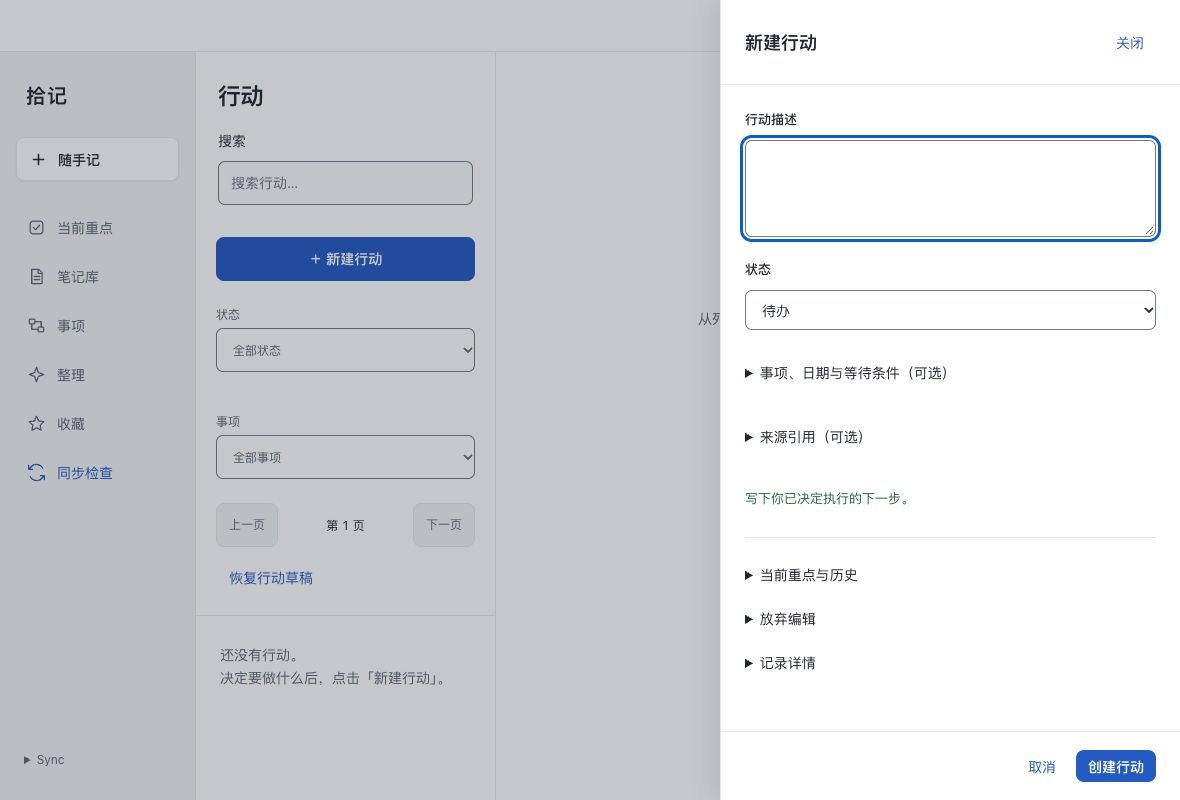 拾记
+ 随手记
当前重点
笔记库
事项
整理
收藏
同步检查
Sync
行动
搜索
搜索行动...
+ 新建行动
状态
全部状态
事项
全部事项
上一页
第 1 页
下一页
恢复行动草稿
还没有行动。
决定要做什么后，点击「新建行动」。
从
新建行动
关闭
行动描述
状态
待办
事项、日期与等待条件（可选）
来源引用（可选）
写下你已决定执行的下一步。
当前重点与历史
放弃编辑
记录详情
取消
创建行动